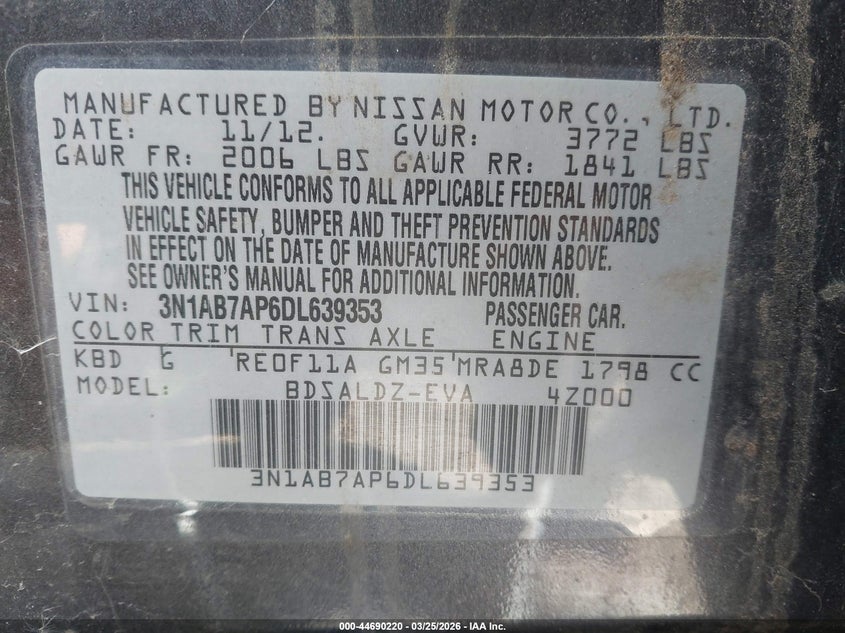 MANUFACTURED BY NISSAN MOTOR CO., LTD.
DATE: 11/12. GVWR: 3772 LBS
GAWR FR: 2006 LBS GAWR RR: 1841 LBS
THIS VEHICLE CONFORMS TO ALL APPLICABLE FEDERAL MOTOR
VEHICLE SAFETY, BUMPER AND THEFT PREVENTION STANDARDS
IN EFFECT ON THE DATE OF MANUFACTURE SHOWN ABOVE.
SEE OWNER'S MANUAL FOR ADDITIONAL INFORMATION.
VIN: 3N1AB7AP6DL639353 PASSENGER CAR.
COLOR TRIM TRANS AXLE ENGINE
KBD G RE0F11A GM35 MRA8DE 1798 CC
MODEL: BDSALDZ-EVA 4Z000
3N1AB7AP6DL639353
000-44690220 - 03/25/2026 - IAA Inc.